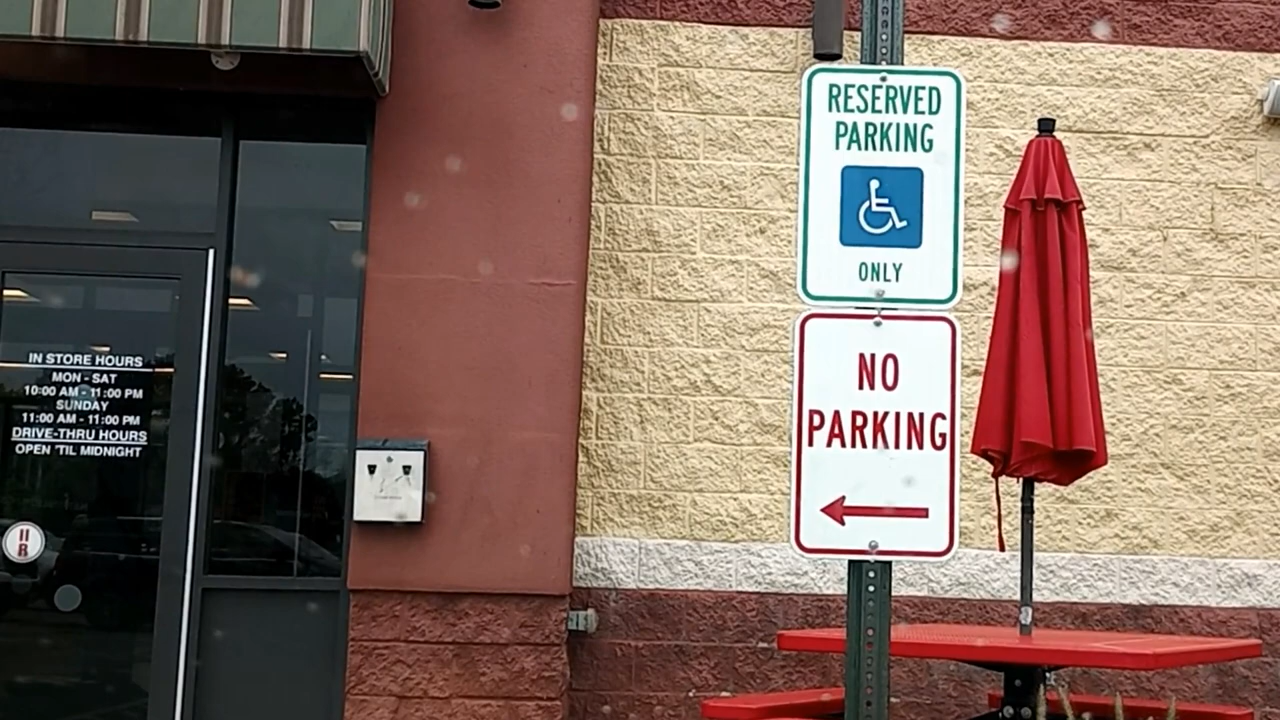 IN STORE HOURS
MON - SAT
10:00 AM - 11:00 PM
SUNDAY
11:00 AM - 11:00 PM
DRIVE-THRU HOURS
OPEN 'TIL MIDNIGHT
RESERVED
PARKING
ONLY
NO
PARKING